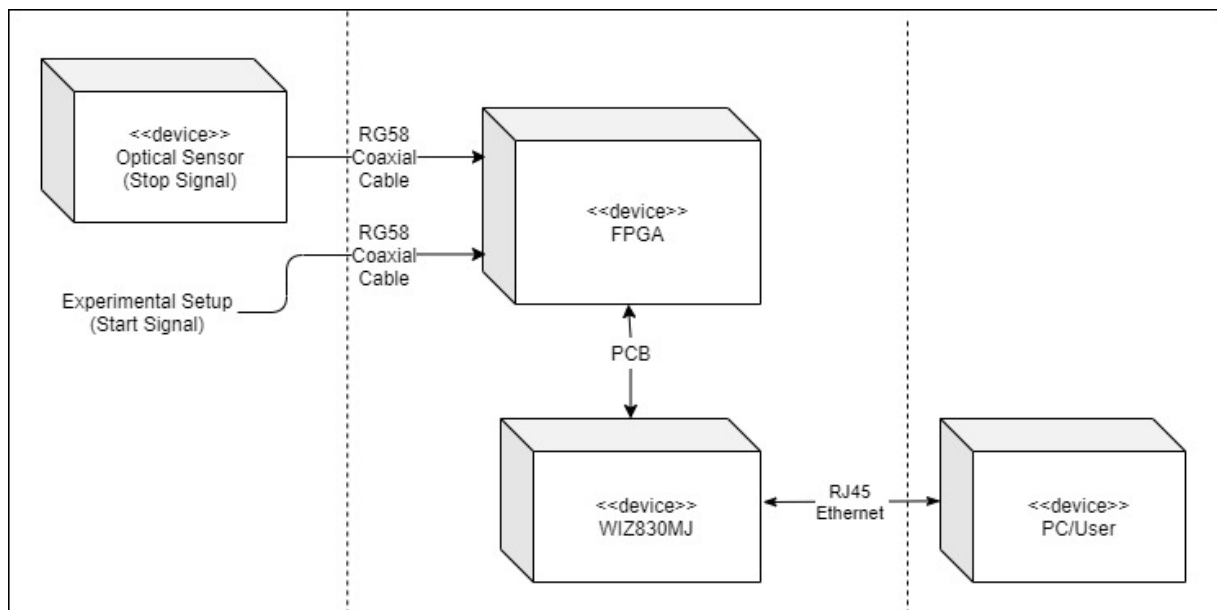 <<device>>
Optical Sensor
(Stop Signal)
RG58
Coaxial
Cable
<<device>>
FPGA
RG58
Coaxial
Cable
Experimental Setup
(Start Signal)
PCB
<<device>>
WIZ830MJ
RJ45
Ethernet
<<device>>
PC/User